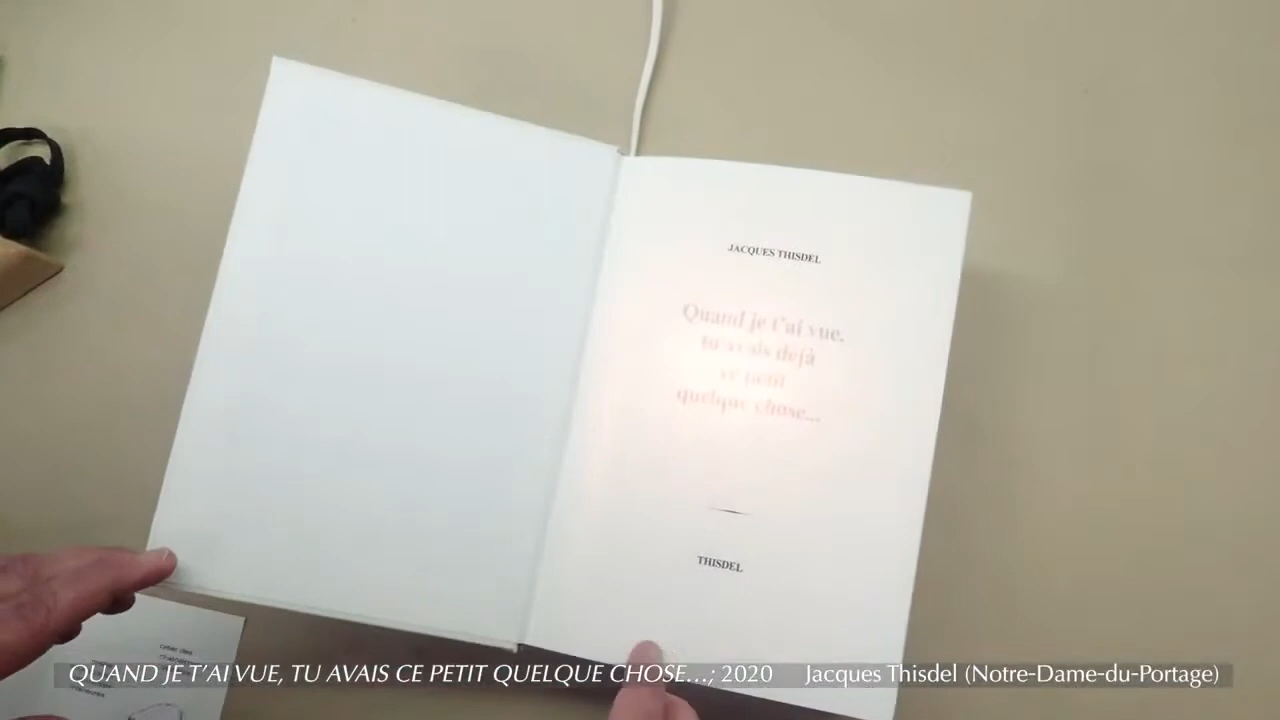 JACQUES THISDEL
Quand je t'ai vue,
tu avais déjà
ce petit
quelque chose...
THISDEL
QUAND JE T'AI VUE, TU AVAIS CE PETIT QUELQUE CHOSE...; 2020 Jacques Thisdel (Notre-Dame-du-Portage)